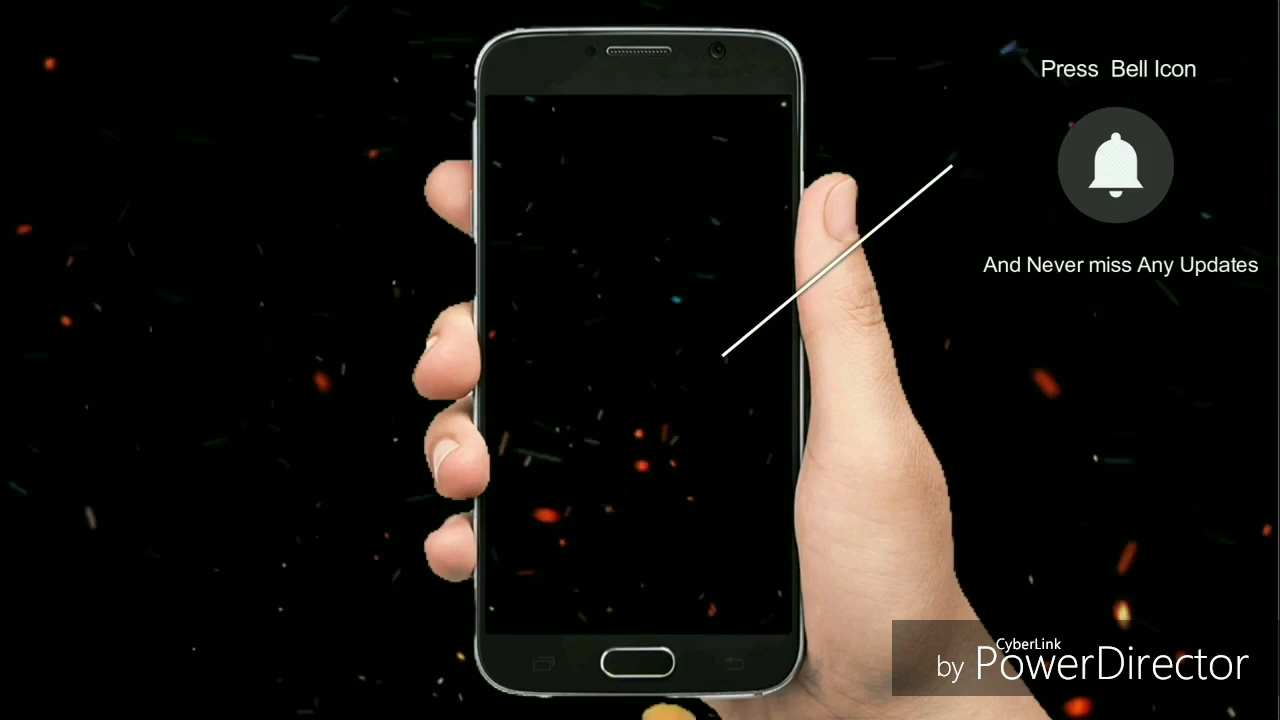 Press Bell Icon
And Never miss Any Updates
CyberLink
by PowerDirector